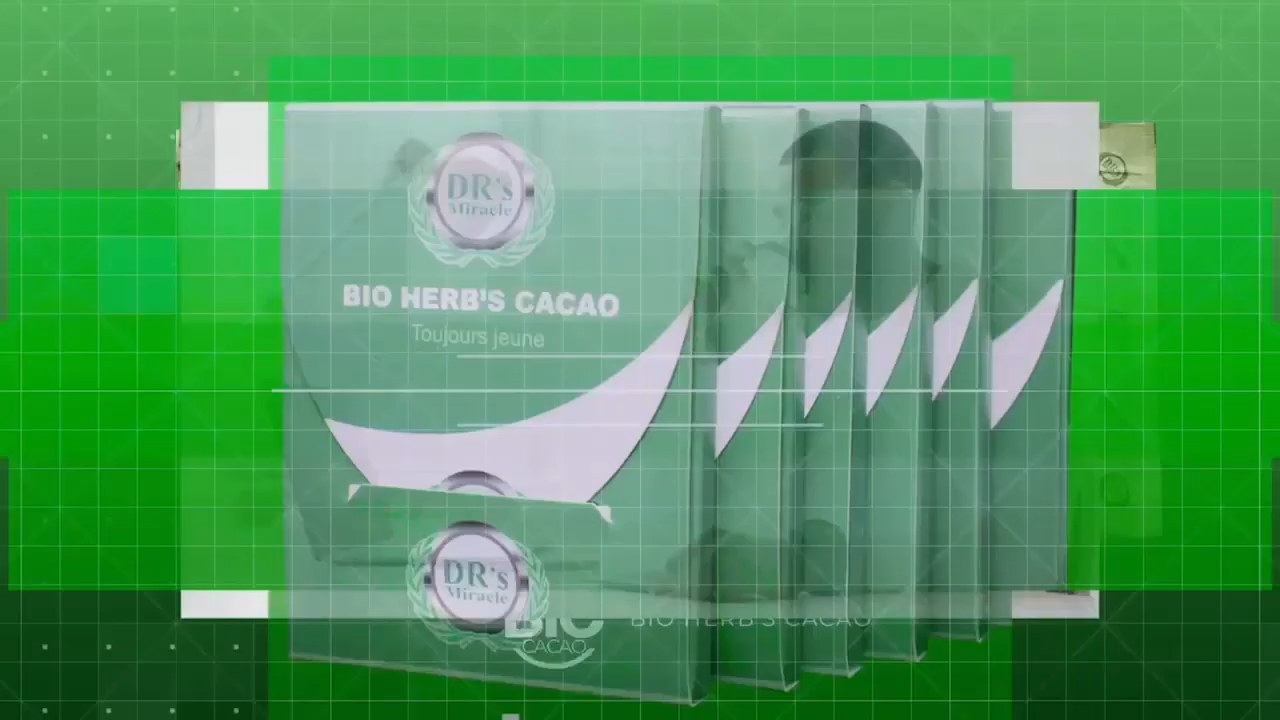 DR's
Miracle
BIO HERB'S CACAO
Toujours jeune
DR's
Miracle
BIO
CACAO
BIO HERB'S CACAO